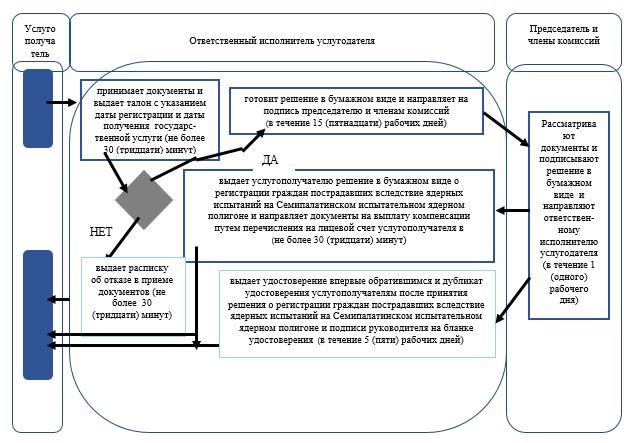 Услуго
получа
тель
Ответственный исполнитель услугодателя
Председатель и
члены комиссий
принимает документы и
выдает талон с указанием
даты регистрации и даты
получения государс-
твенной услуги (не более
30 (тридцати) минут)
готовит решение в бумажном виде и направляет на
подпись председателю и членам комиссий
(в течение 15 (пятнадцати) рабочих дней)
Рассматрива
ют
документы и
подписывают
решение в
бумажном
виде и
направляют
ответствен-
ному
исполнителю
услугодателя
(в течение 1
(одного)
рабочего
дня)
ДА
выдает услугополучателю решение в бумажном виде о
регистрации граждан пострадавших вследствие ядерных
испытаний на Семипалатинском испытательном ядерном
полигоне и направляет документы на выплату компенсации
путем перечисления на лицевой счет услугополучателя в
(не более 30 (тридцати) минут)
НЕТ
выдает расписку
об отказе в приеме
документов (не
более 30
(тридцати) минут)
выдает удостоверение впервые обратившимся и дубликат
удостоверения услугополучателям после принятия
решения о регистрации граждан пострадавших вследствие
ядерных испытаний на Семипалатинском испытательном
ядерном полигоне и подписи руководителя на бланке
удостоверения (в течение 5 (пяти) рабочих дней)